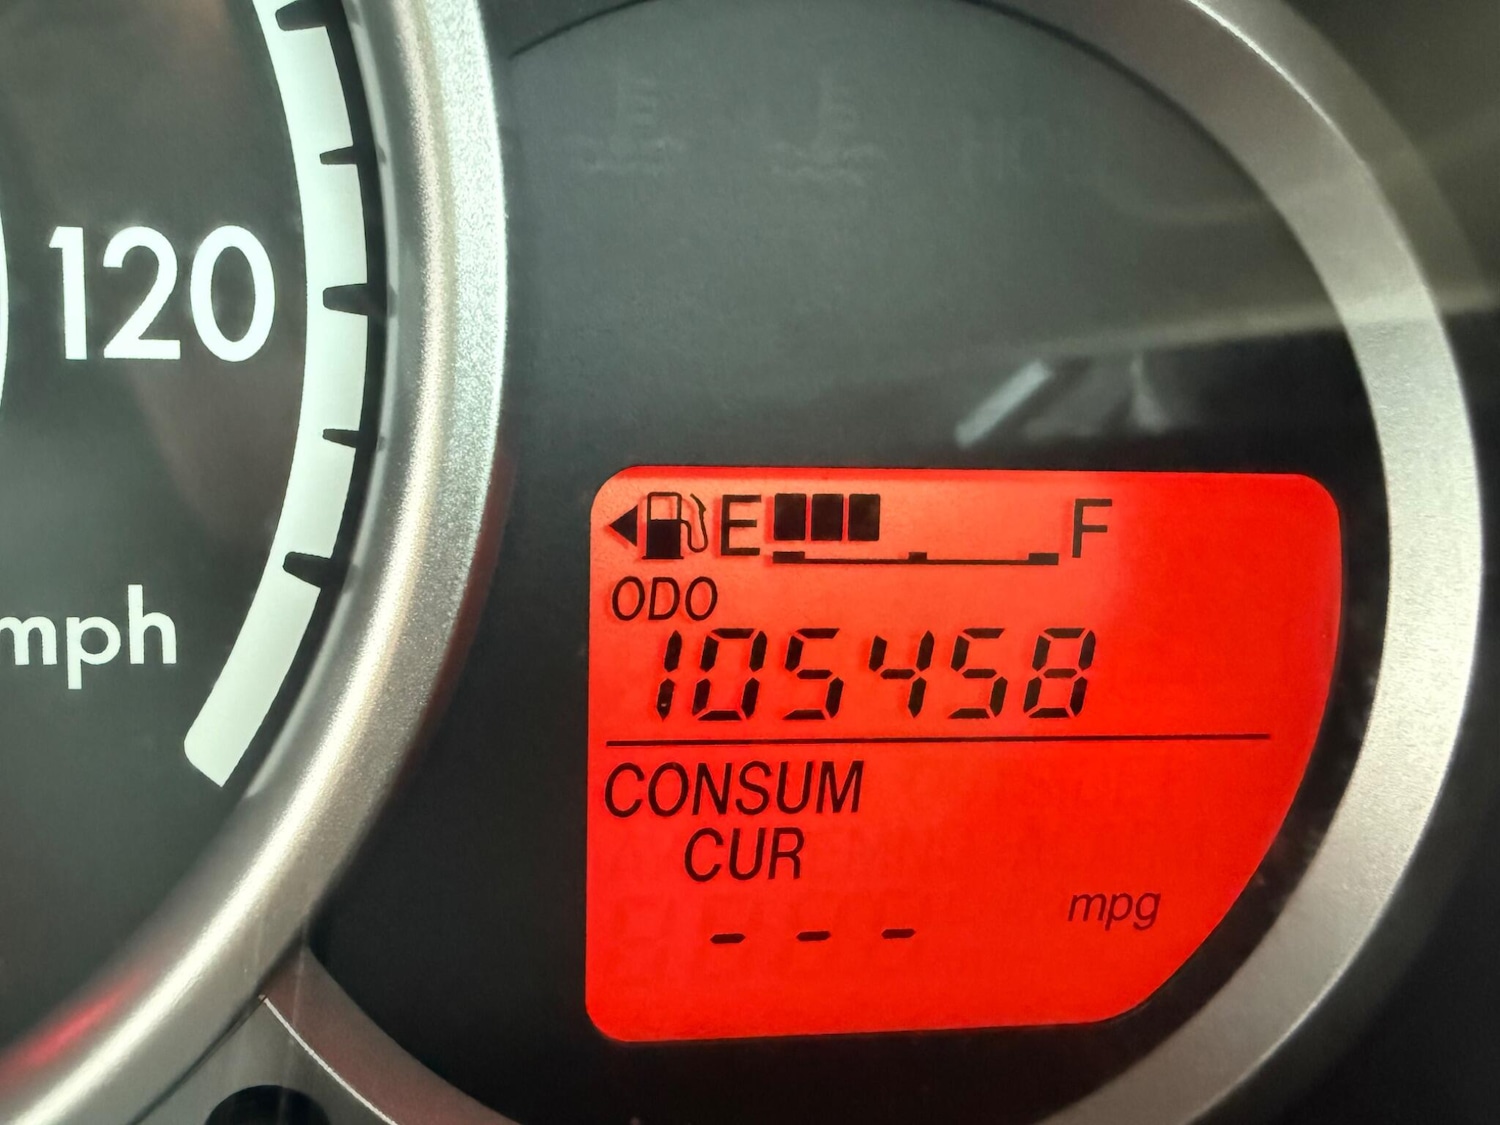 120
mph
E F
ODO
105458
CONSUM
CUR
- - -
mpg